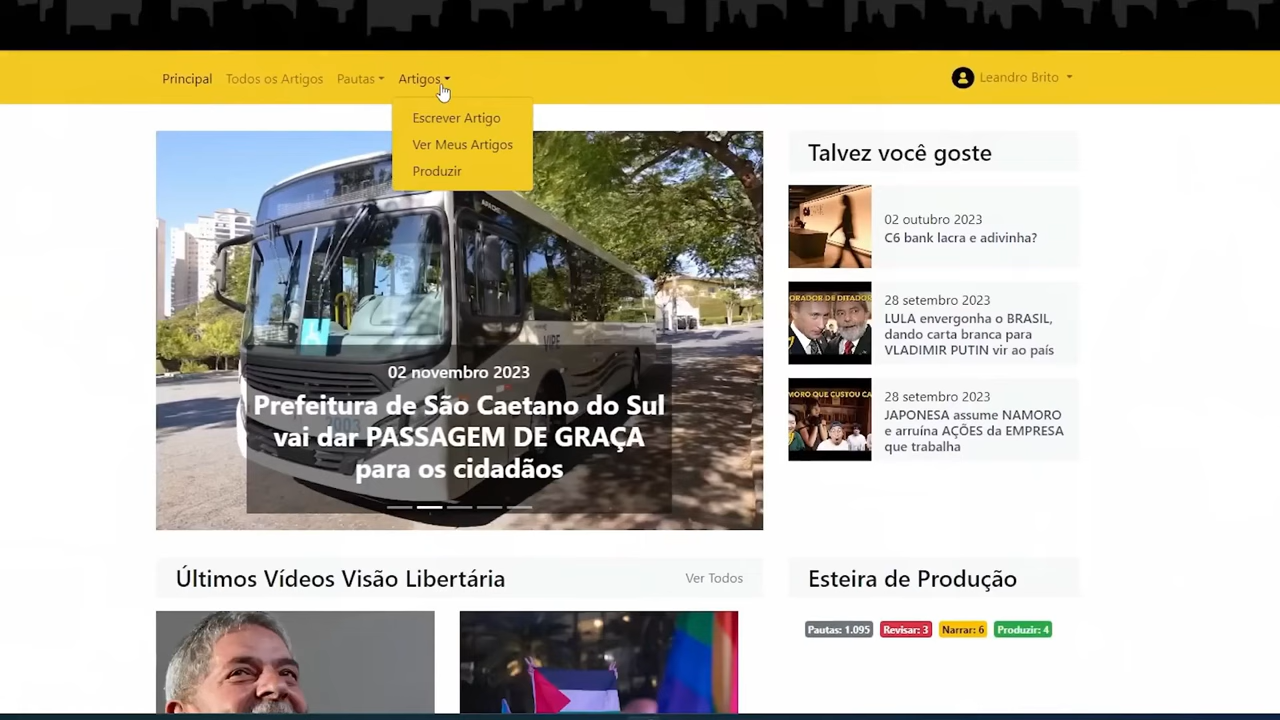 Principal Todos os Artigos Pautas Artigos Leandro Brito
Escrever Artigo
Ver Meus Artigos
Produzir
02 novembro 2023
Prefeitura de São Caetano do Sul
vai dar PASSAGEM DE GRAÇA
para os cidadãos
Talvez você goste
02 outubro 2023
C6 bank lacra e adivinha?
28 setembro 2023
LULA envergonha o BRASIL,
dando carta branca para
VLADIMIR PUTIN vir ao país
28 setembro 2023
JAPONESA assume NAMORO
e arruína AÇÕES da EMPRESA
que trabalha
Últimos Vídeos Visão Libertária Ver Todos
Esteira de Produção
Pautas: 1.095 Revisar: 3 Narrar: 6 Produzir: 4